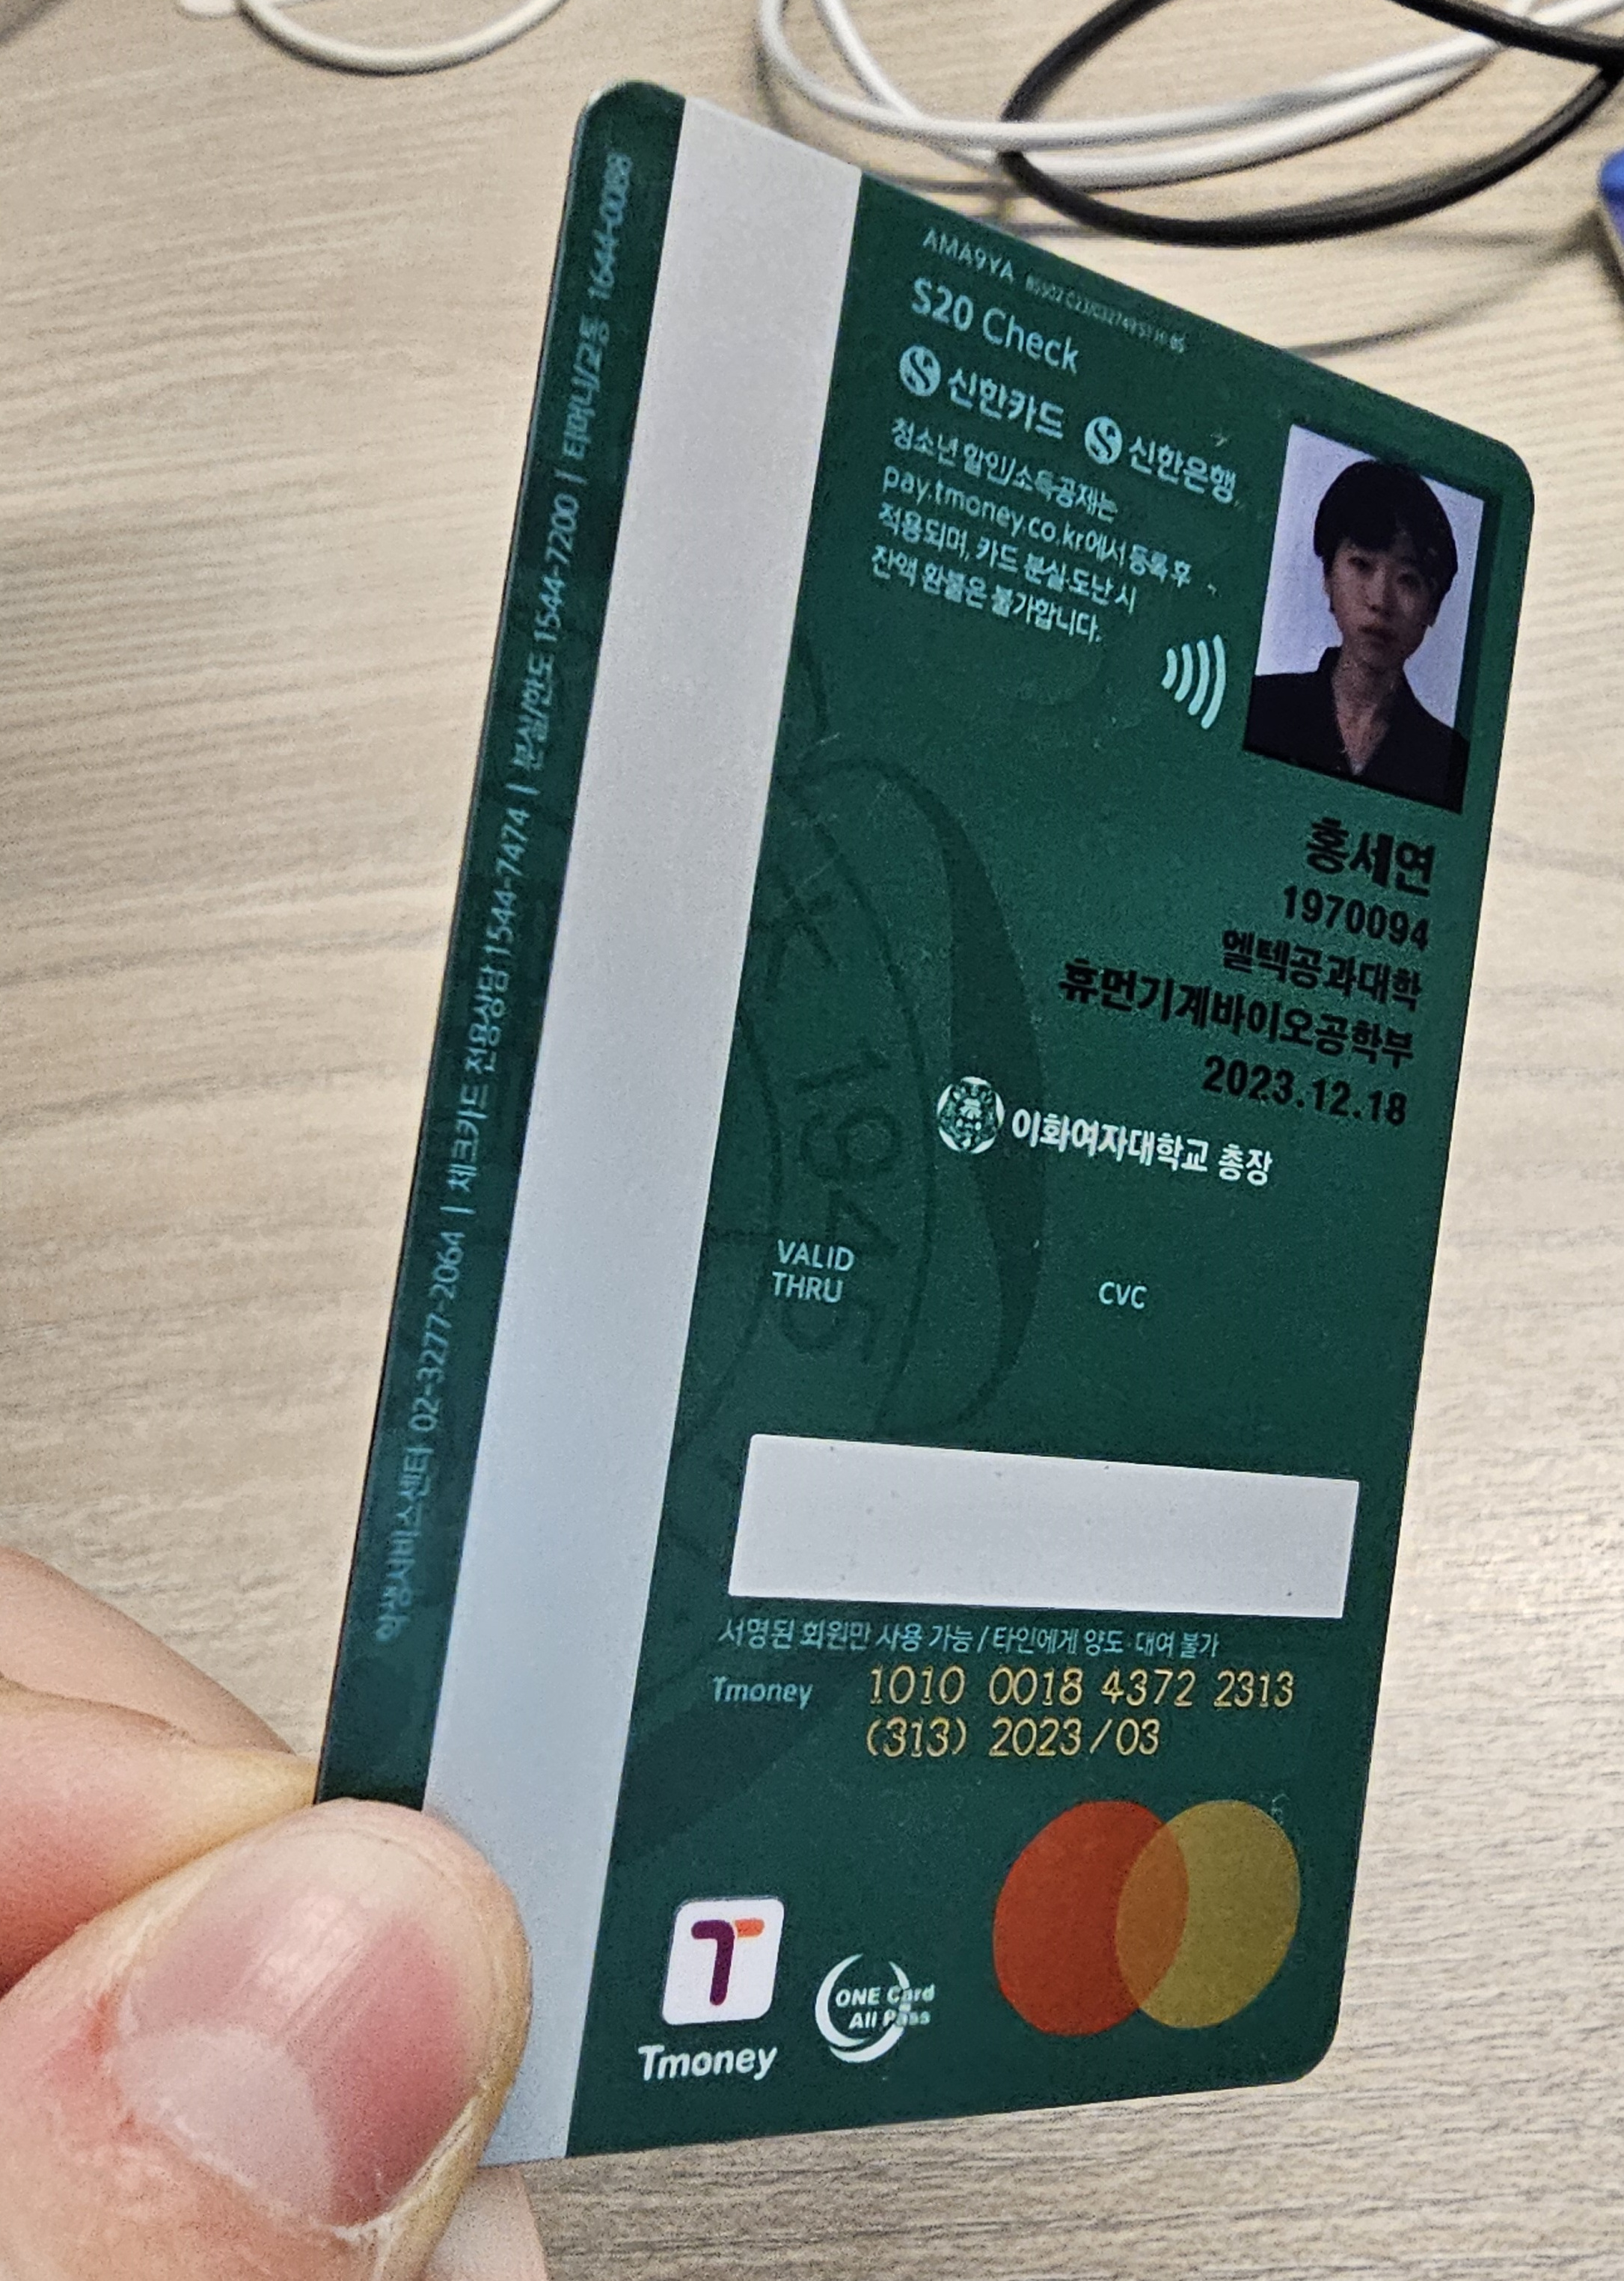 학생서비스센터 02-3277-2064 | 체크카드 전용상담 1544-7474 | 분실/한도 1544-7200 | 티머니/교통 1644-0088
AMA9YA
S20 Check
신한카드 신한은행
청소년 할인/소득공제는
pay.tmoney.co.kr에서 등록 후
적용되며, 카드 분실·도난 시
잔액 환불은 불가합니다.
홍세연
1970094
엘텍공과대학
휴먼기계바이오공학부
2023.12.18
이화여자대학교 총장
1945
VALID
THRU
CVC
서명된 회원만 사용 가능 / 타인에게 양도·대여 불가
Tmoney 1010 0018 4372 2313
(313) 2023/03
Tmoney
ONE Card
All Pass